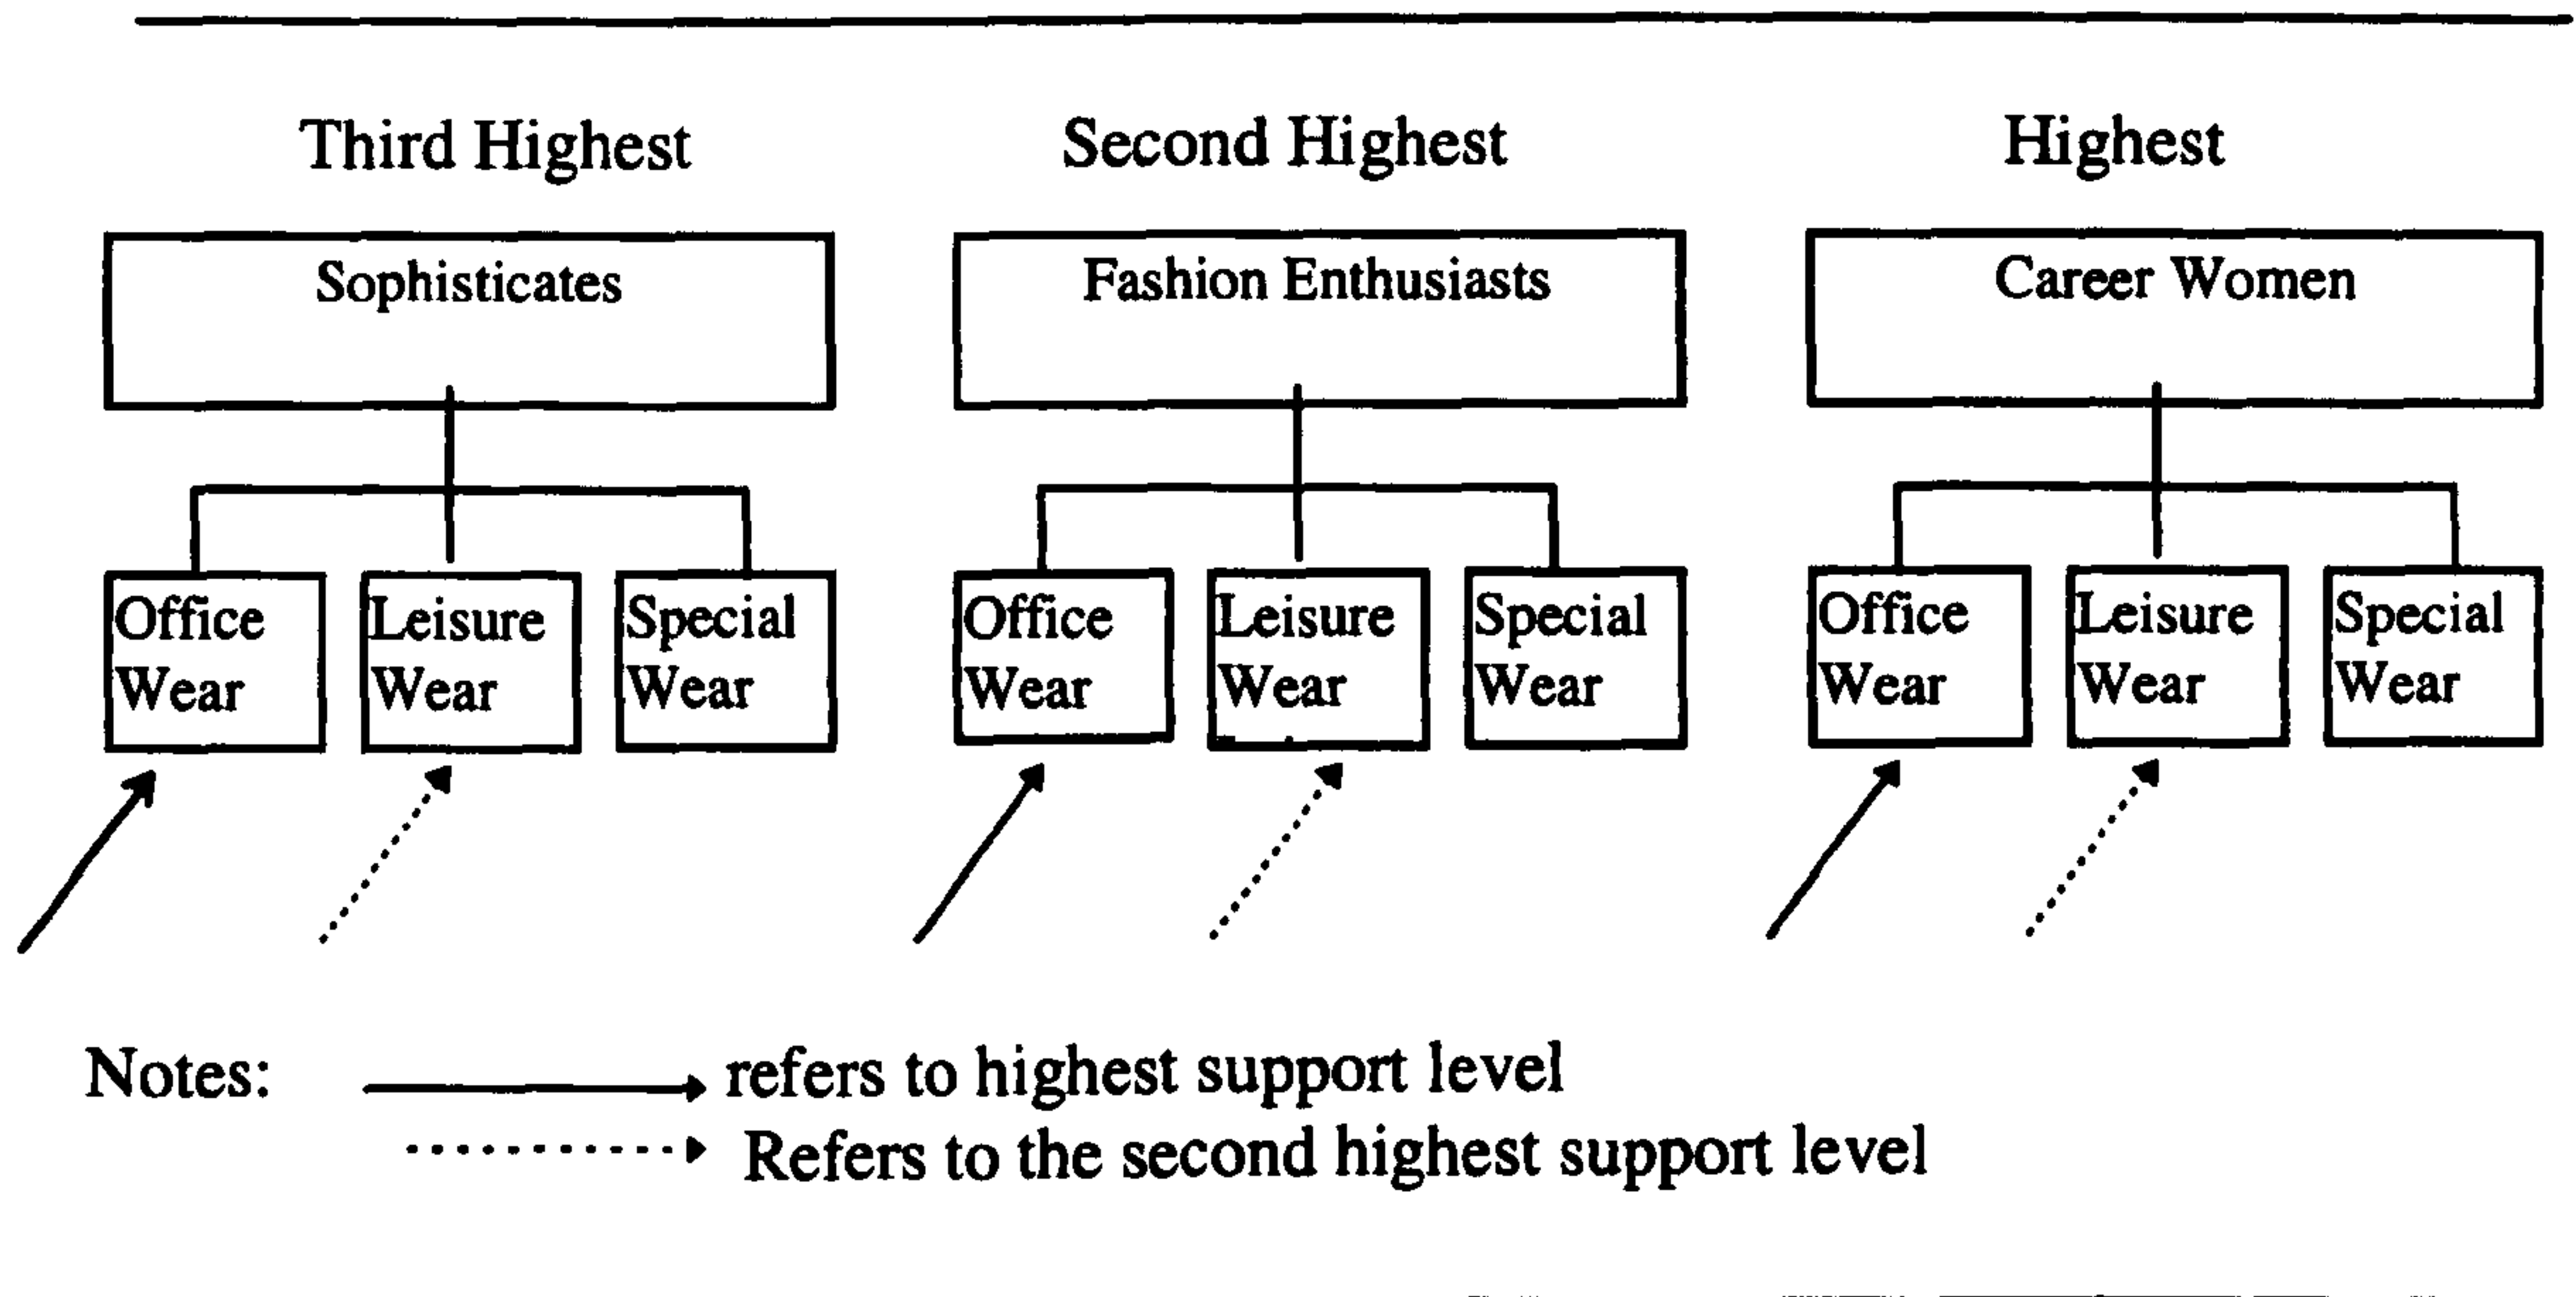 Third Highest
Second Highest
Highest
Sophisticates
Fashion Enthusiasts
Career Women
Office
Wear
Leisure
Wear
Special
Wear
Office
Wear
Leisure
Wear
Special
Wear
Office
Wear
Leisure
Wear
Special
Wear
Notes:
refers to highest support level
Refers to the second highest support level